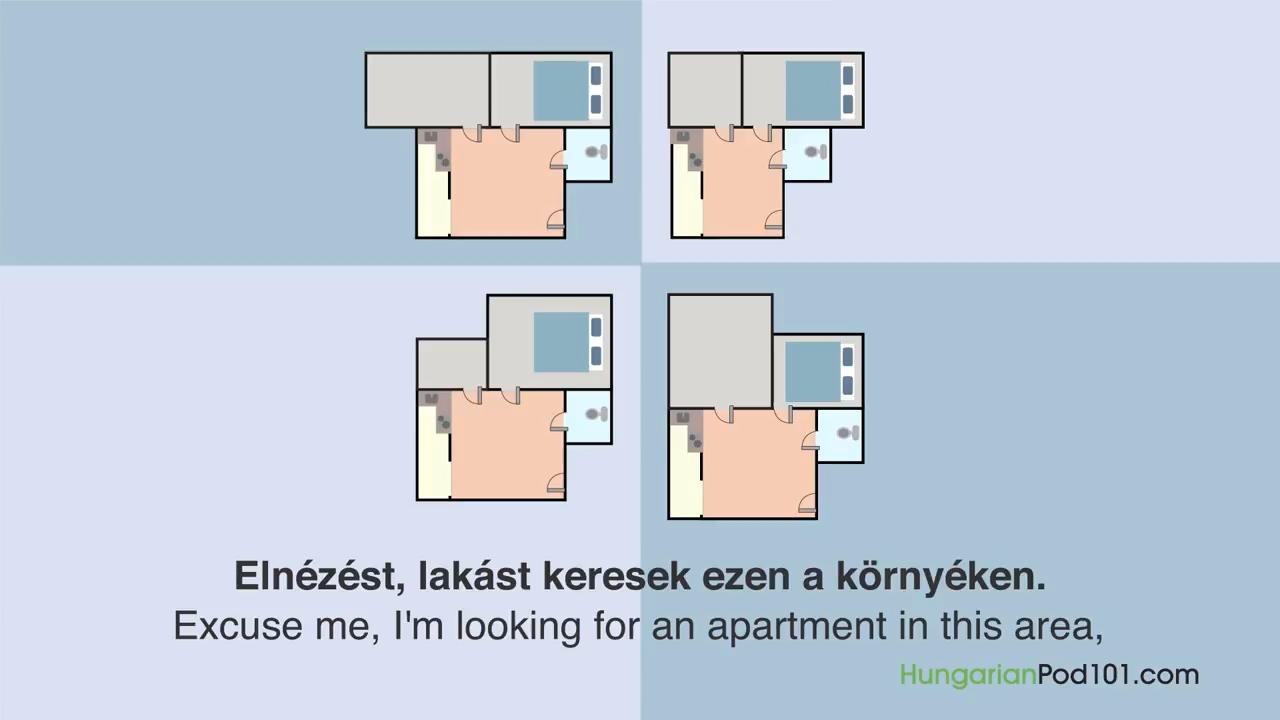 Elnézést, lakást keresek ezen a környéken.
Excuse me, I'm looking for an apartment in this area,
HungarianPod101.com